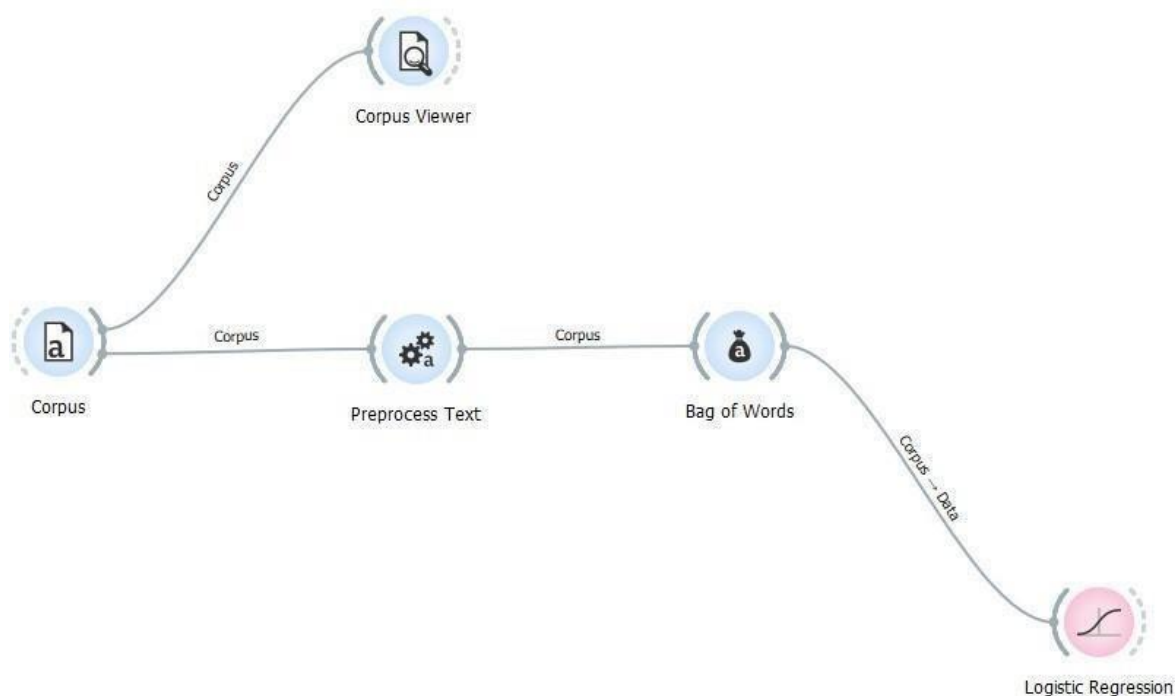 Corpus Viewer
Corpus
Corpus
Corpus
Corpus
Preprocess Text
Bag of Words
Corpus → Data
Logistic Regression